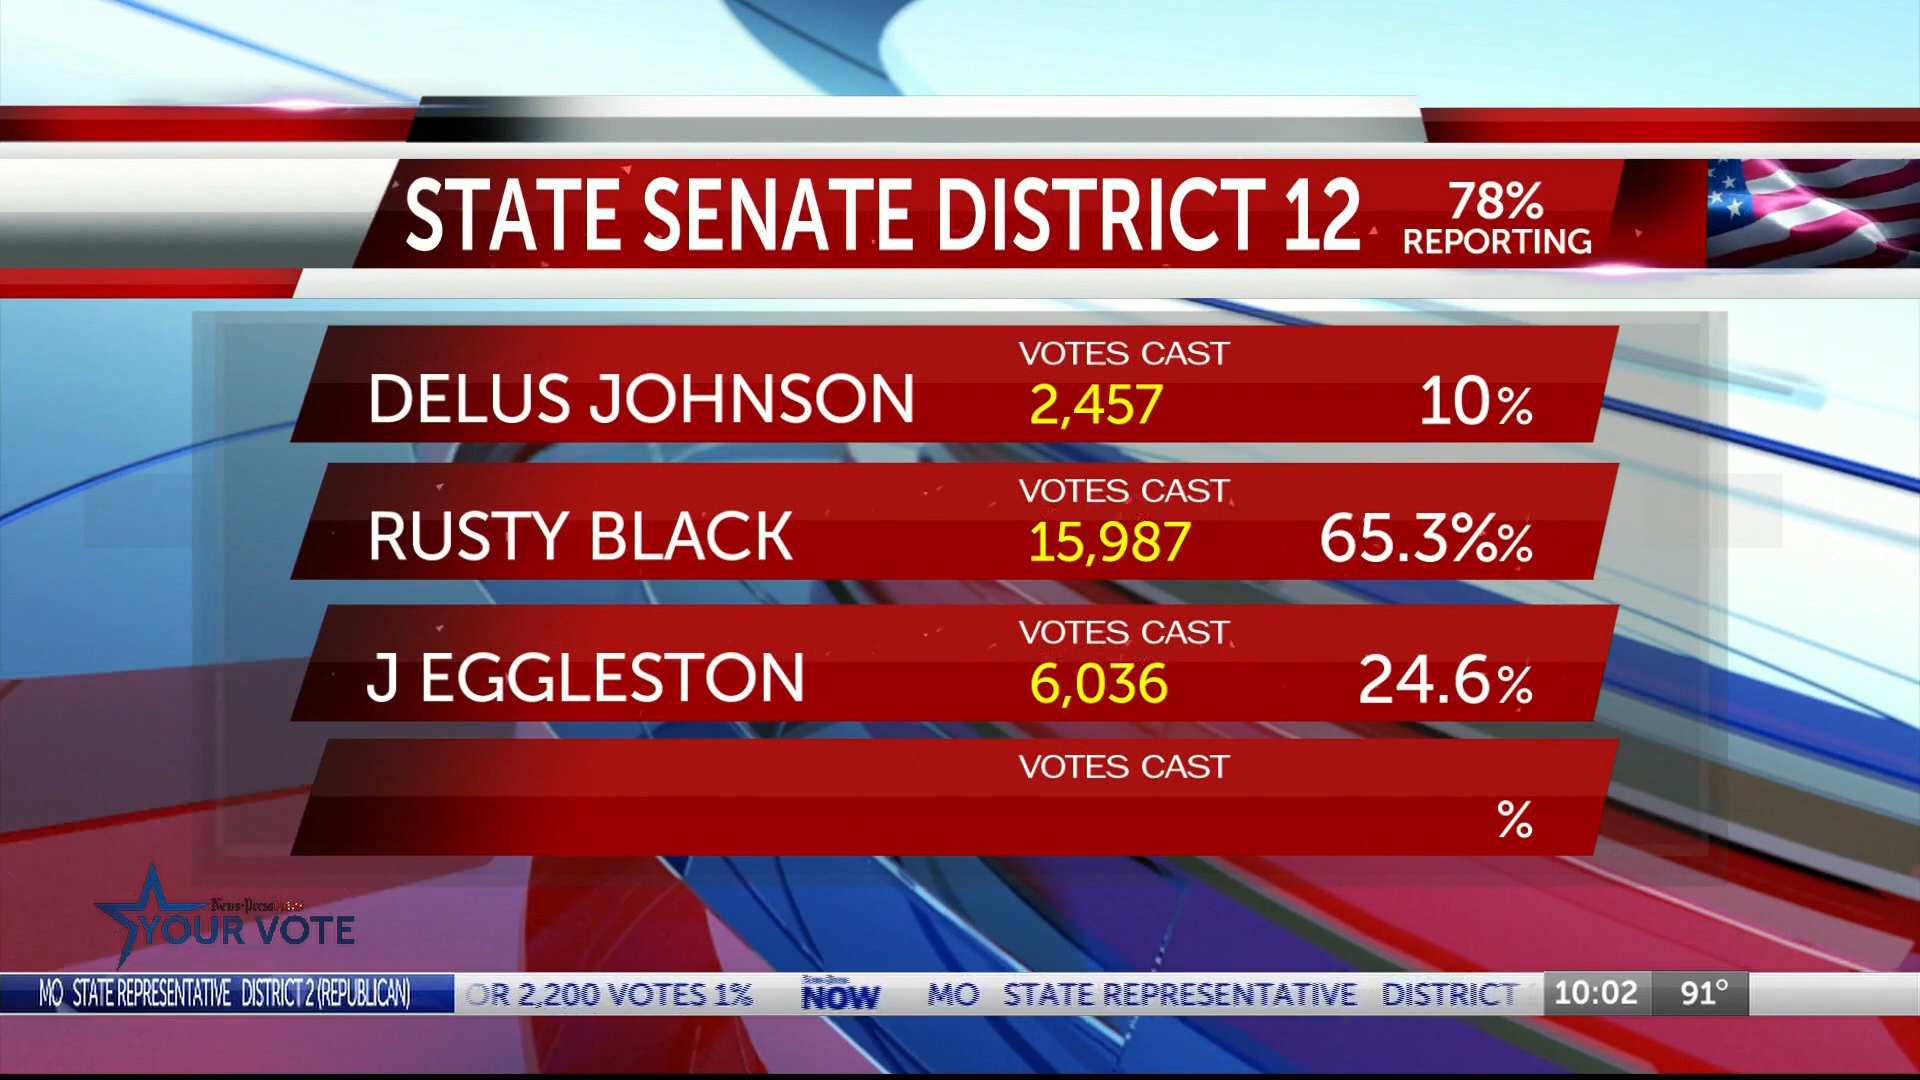 STATE SENATE DISTRICT 12
78%
REPORTING
VOTES CAST
DELUS JOHNSON 2,457 10%
VOTES CAST
RUSTY BLACK 15,987 65.3%%
VOTES CAST
J EGGLESTON 6,036 24.6%
VOTES CAST
%
News-Press
YOUR VOTE
MO STATE REPRESENTATIVE DISTRICT 2 (REPUBLICAN) OR 2,200 VOTES 1% NOW MO STATE REPRESENTATIVE DISTRICT 10:02 91°